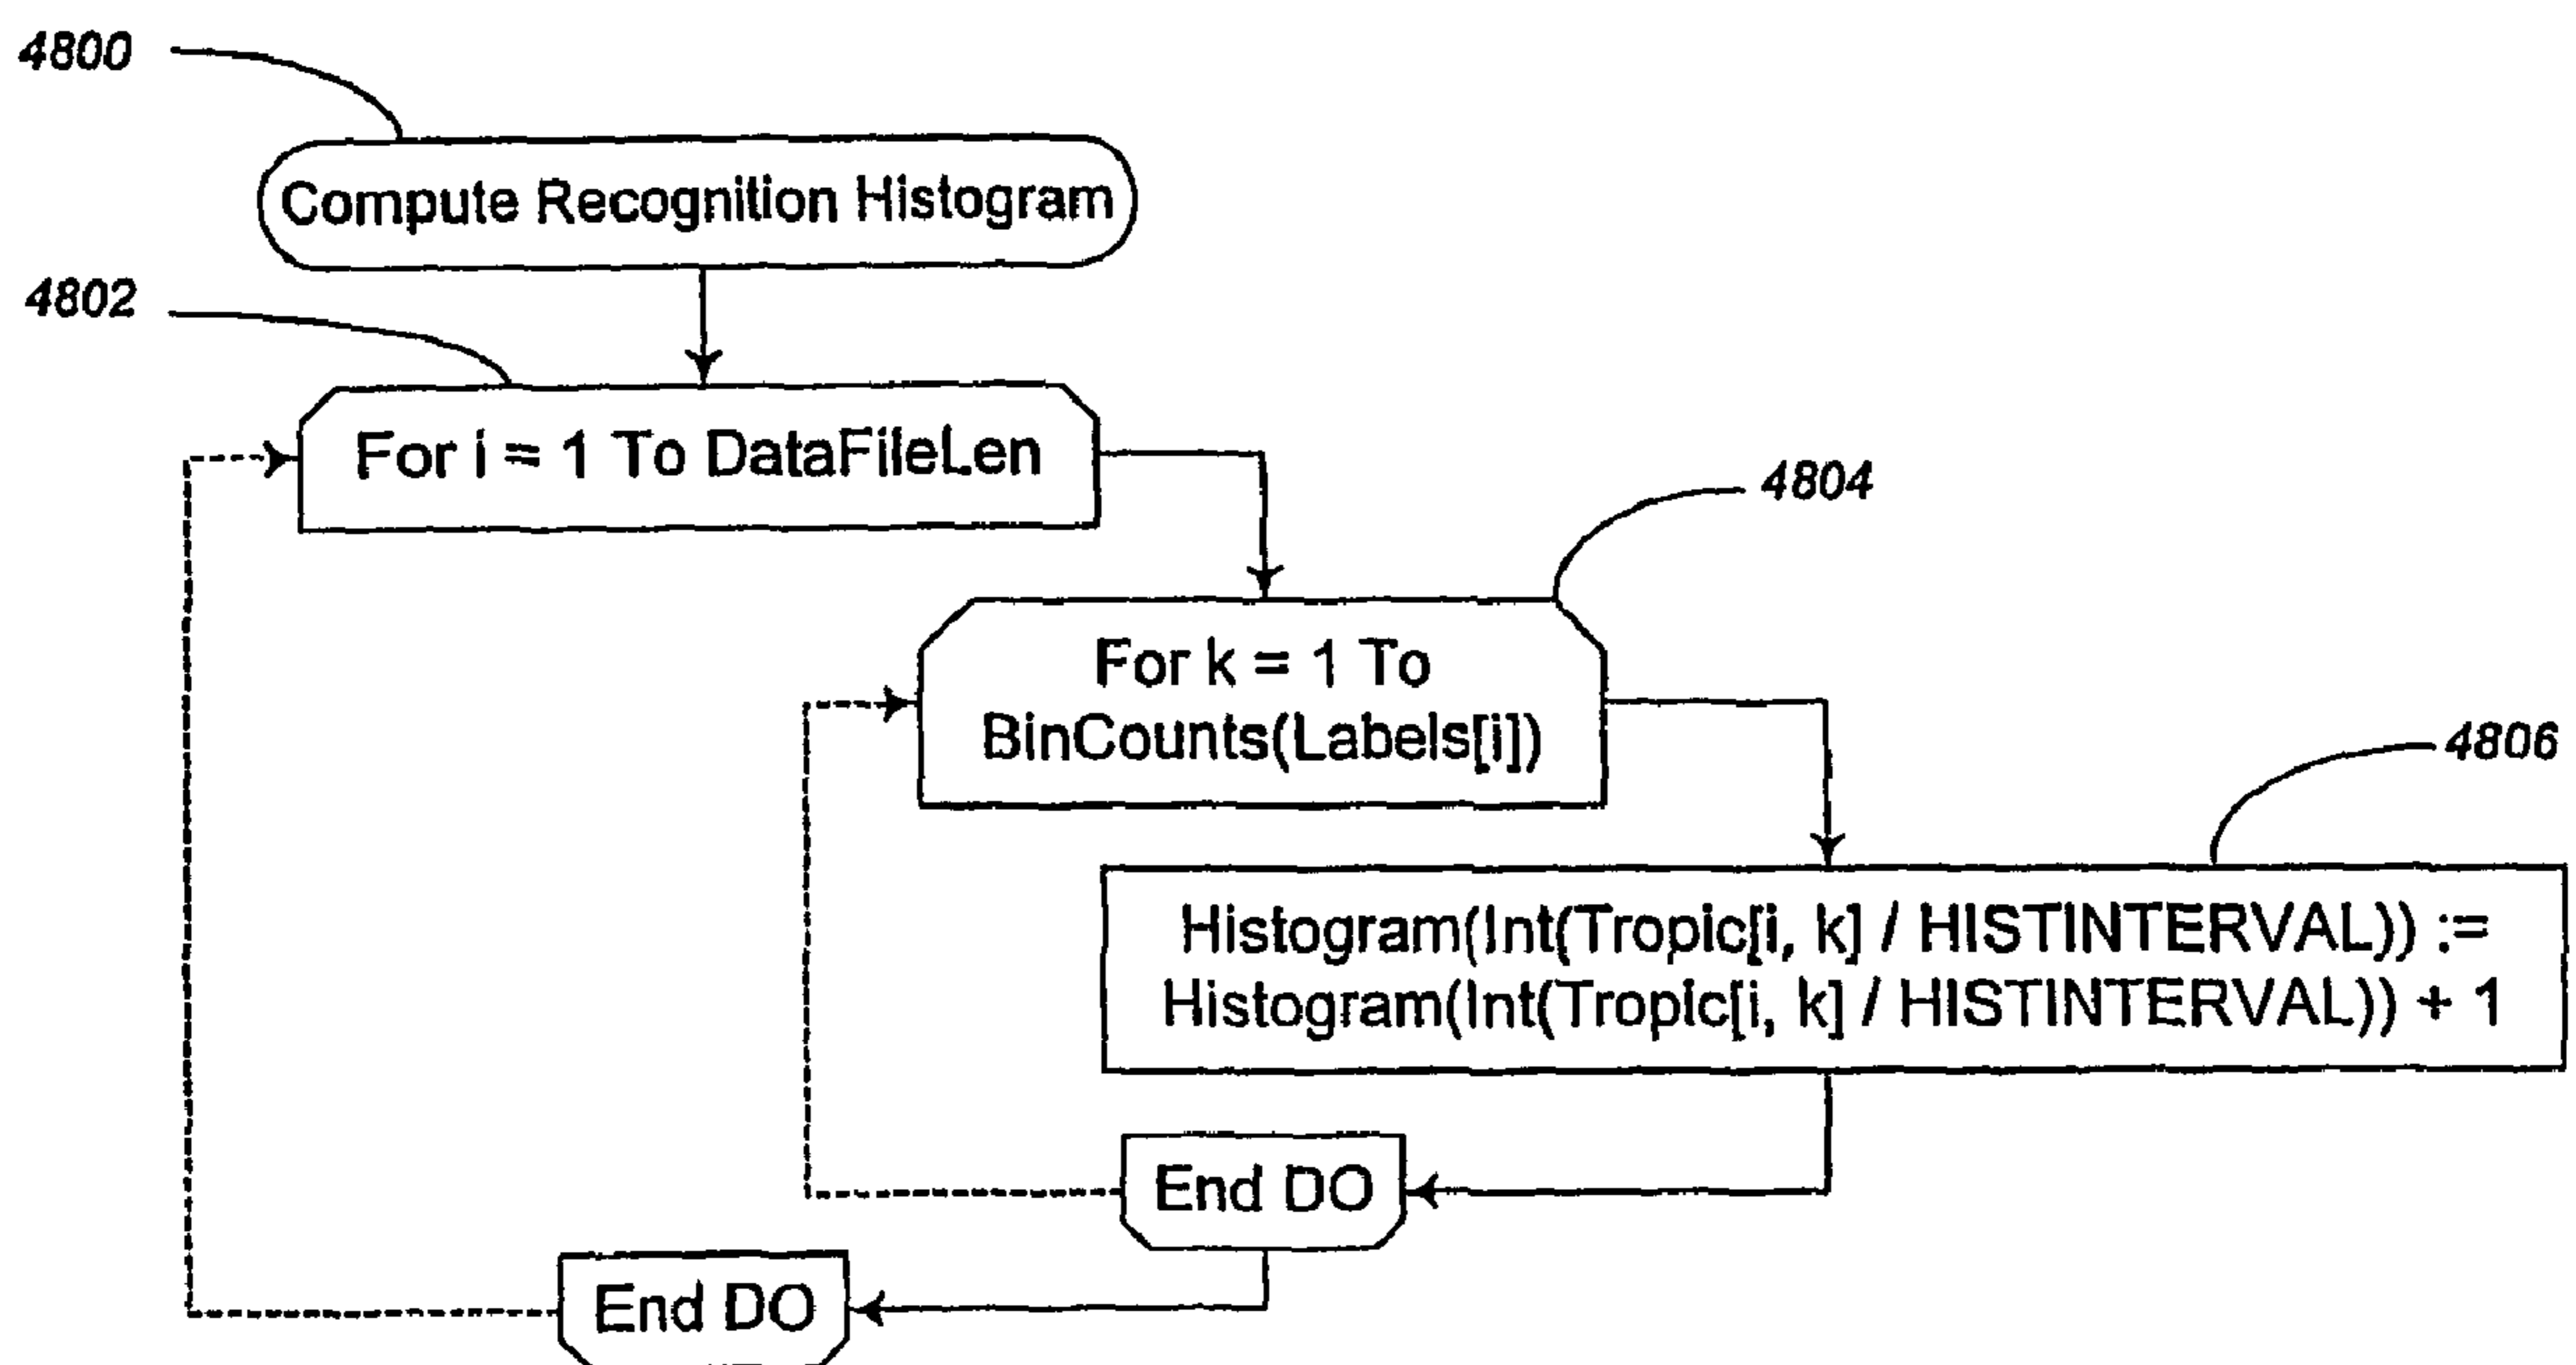 4800
Compute Recognition Histogram
4802
For i = 1 To DataFileLen
4804
For k = 1 To
BinCounts(Labels[i])
4806
Histogram(Int(Tropic[i, k] / HISTINTERVAL)) :=
Histogram(Int(Tropic[i, k] / HISTINTERVAL)) + 1
End DO
End DO